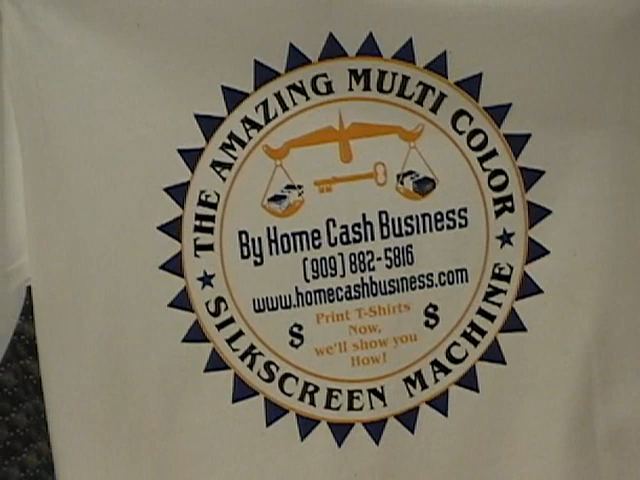 THE AMAZING MULTI COLOR
By Home Cash Business
(909) 882-5816
www.homecashbusiness.com
$ $
Print T-Shirts
Now,
we'll show you
How!
SILKSCREEN MACHINE